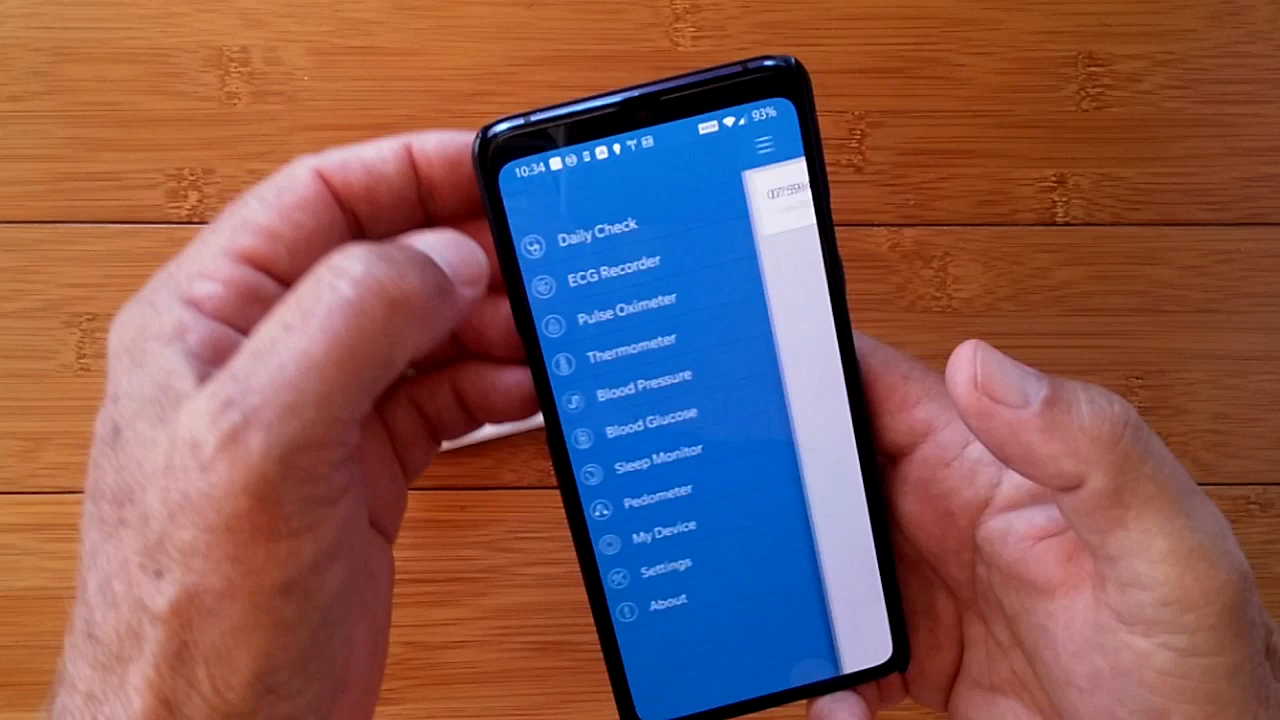 10:34 93%
Daily Check
ECG Recorder
Pulse Oximeter
Thermometer
Blood Pressure
Blood Glucose
Sleep Monitor
Pedometer
My Device
Settings
About